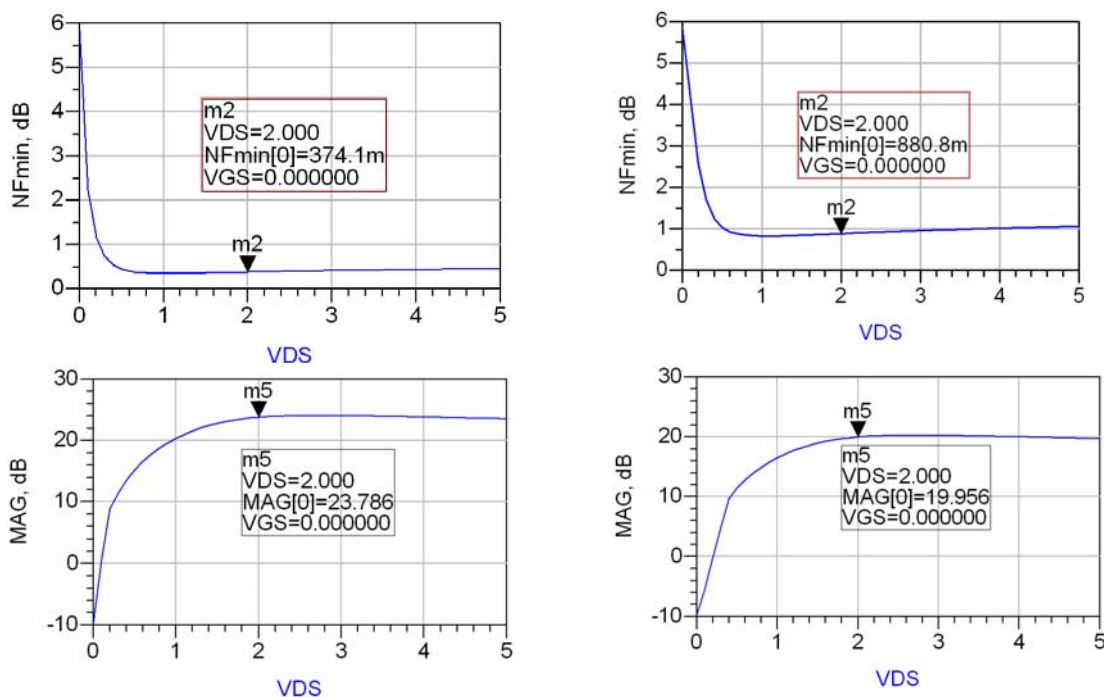 6
5
4
3
2
1
0
NFmin, dB
m2
VDS=2.000
NFmin[0]=374.1m
VGS=0.000000
m2
0 1 2 3 4 5
VDS
6
5
4
3
2
1
0
NFmin, dB
m2
VDS=2.000
NFmin[0]=880.8m
VGS=0.000000
m2
0 1 2 3 4 5
VDS
30
20
10
0
-10
MAG, dB
m5
m5
VDS=2.000
MAG[0]=23.786
VGS=0.000000
0 1 2 3 4 5
VDS
30
20
10
0
-10
MAG, dB
m5
m5
VDS=2.000
MAG[0]=19.956
VGS=0.000000
0 1 2 3 4 5
VDS